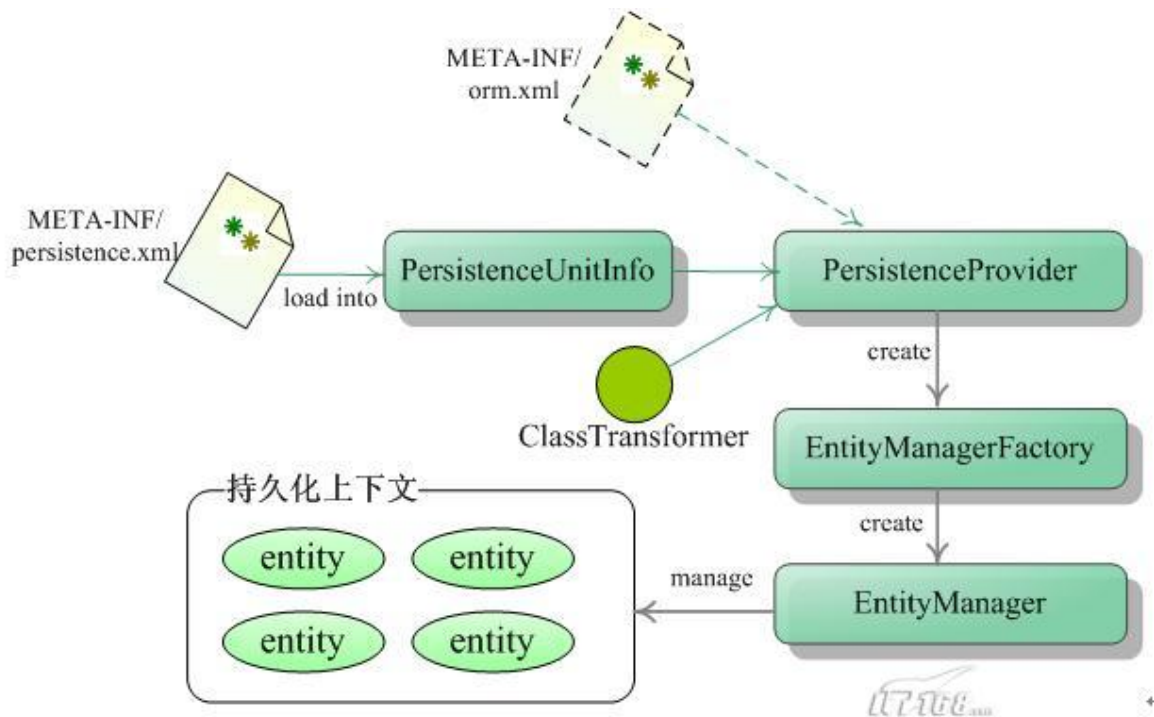 META-INF/
orm.xml
META-INF/
persistence.xml
load into
PersistenceUnitInfo
PersistenceProvider
create
ClassTransformer
EntityManagerFactory
create
持久化上下文
entity
entity
manage
EntityManager
entity
entity